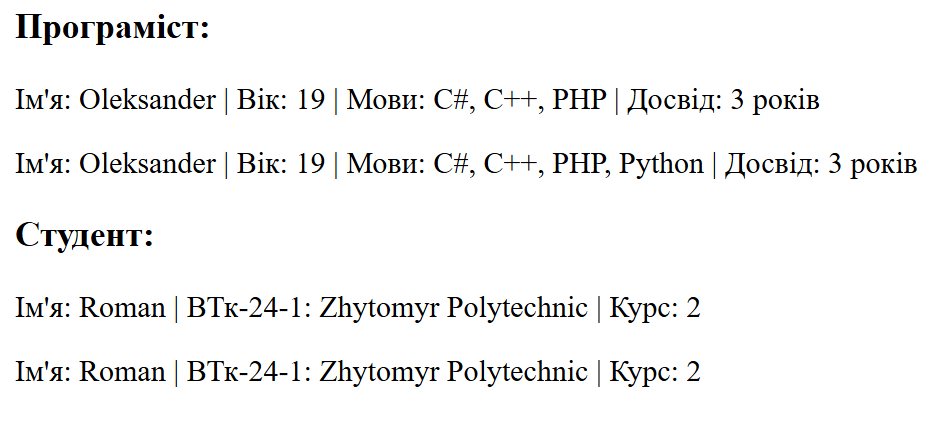 Програміст:
Ім'я: Oleksander | Вік: 19 | Мови: C#, C++, PHP | Досвід: 3 років
Ім'я: Oleksander | Вік: 19 | Мови: C#, C++, PHP, Python | Досвід: 3 років
Студент:
Ім'я: Roman | ВТк-24-1: Zhytomyr Polytechnic | Курс: 2
Ім'я: Roman | ВТк-24-1: Zhytomyr Polytechnic | Курс: 2